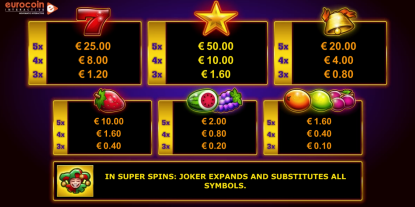 eurocoin
INTERACTIVE
5x € 25.00
4x € 8.00
3x € 1.20
5x € 50.00
4x € 10.00
3x € 1.60
5x € 20.00
4x € 4.00
3x € 0.80
5x € 10.00
4x € 1.60
3x € 0.40
5x € 2.00
4x € 0.80
3x € 0.20
5x € 1.60
4x € 0.40
3x € 0.10
IN SUPER SPINS: JOKER EXPANDS AND SUBSTITUTES ALL
SYMBOLS.